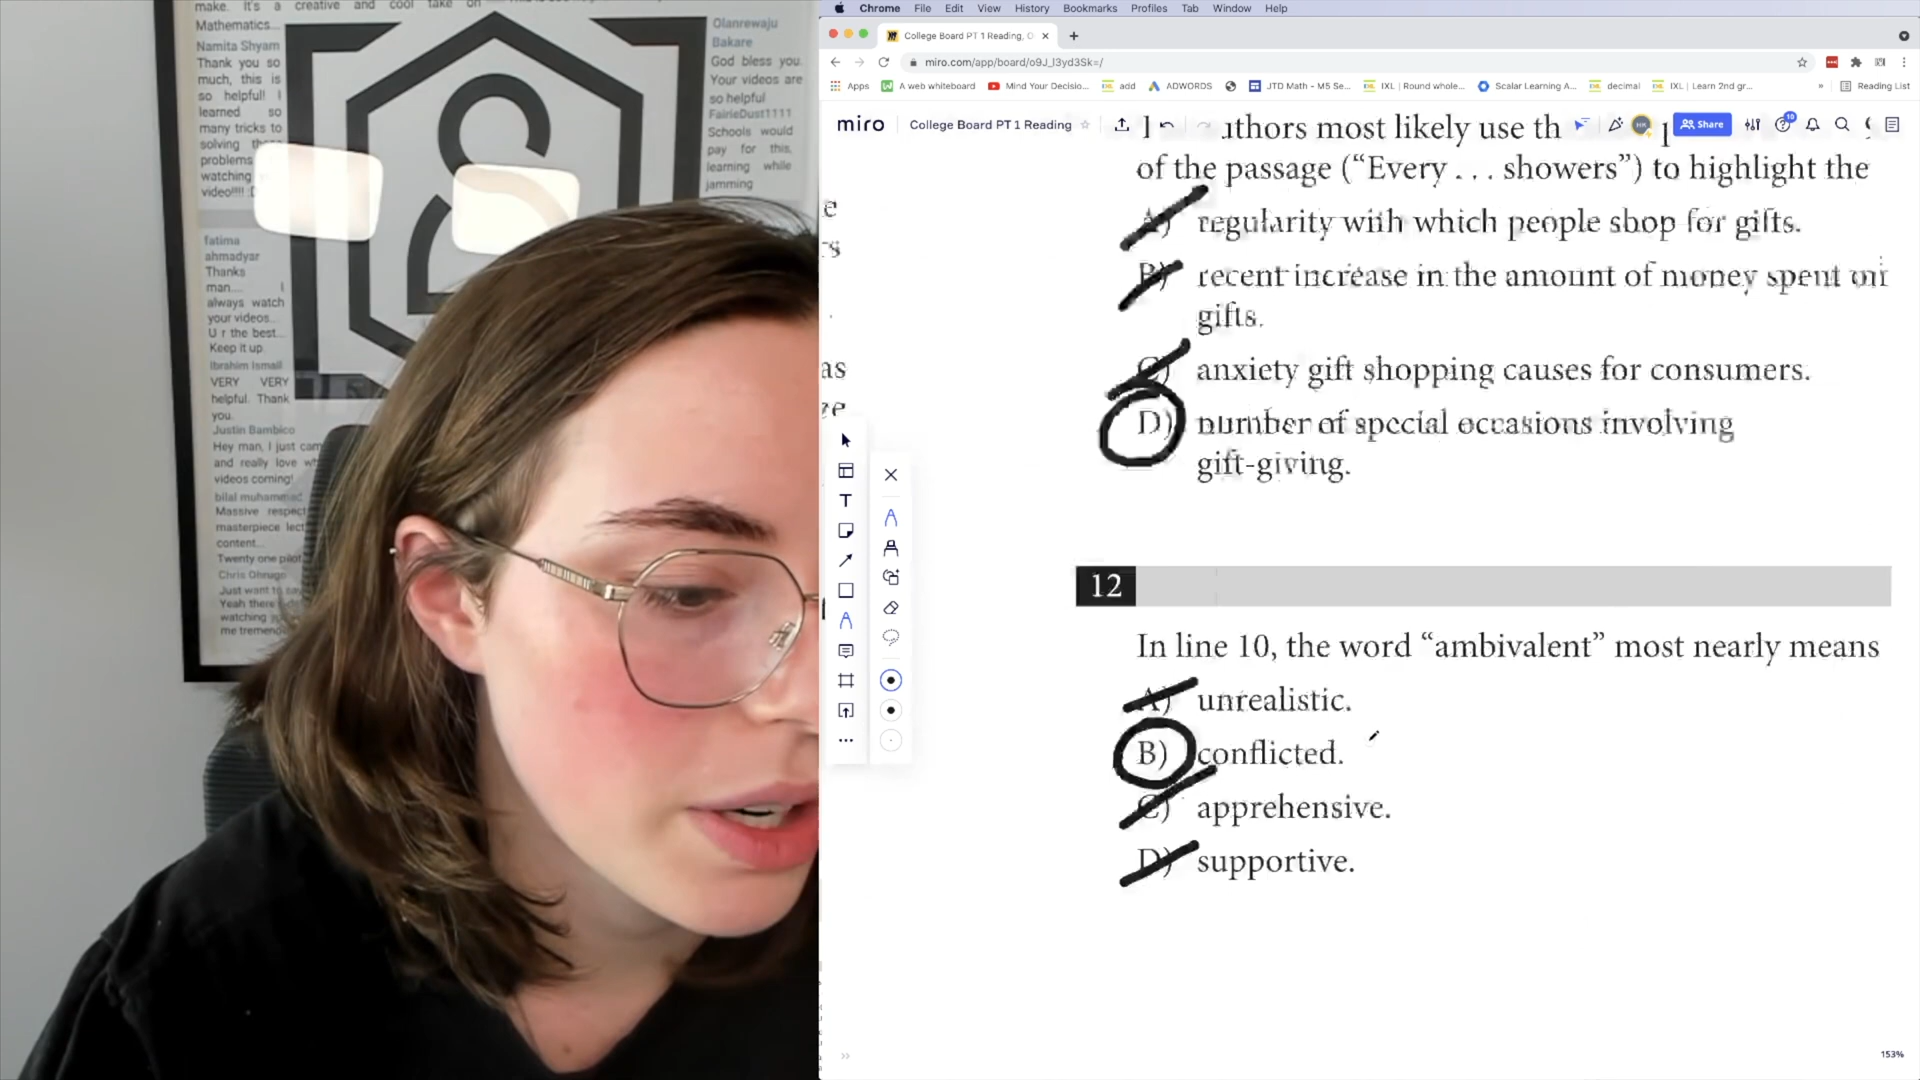 make. It's a creative and cool take on
Mathematics...
Namita Shyam
Thank you so
much, this is
so helpful! I
learned so
many tricks to
solving these
problems
watching
video!!!! :D
fatima
ahmadyar
Thanks
man.... I
always watch
your videos...
U r the best...
Keep it up.
Ibrahim Ismail
VERY VERY
helpful. Thank
you.
Justin Bambico
Hey man, I just
and really love
videos coming!
bilal muhammad
Massive respect
masterpiece
content...
Twenty one
Chris
Just want to say
Yeah
watching
me
Olanrewaju
Bakare
God bless you.
Your videos are
so helpful
FairieDust1111
Schools would
pay for this,
learning while
jamming
Chrome File Edit View History Bookmarks Profiles Tab Window Help
College Board PT 1 Reading, O
miro.com/app/board/o9J_l3yd3Sk=/
Apps A web whiteboard Mind Your Decisio... add ADWORDS JTD Math - M5 Se... IXL | Round whole... Scalar Learning A... decimal IXL | Learn 2nd gr... » Reading List
miro College Board PT 1 Reading Share
uthors most likely use th
of the passage (“Every . . . showers”) to highlight the
A) regularity with which people shop for gifts.
B) recent increase in the amount of money spent on
gifts.
C) anxiety gift shopping causes for consumers.
D) number of special occasions involving
gift-giving.
12
In line 10, the word “ambivalent” most nearly means
A) unrealistic.
B) conflicted.
C) apprehensive.
D) supportive.
153%